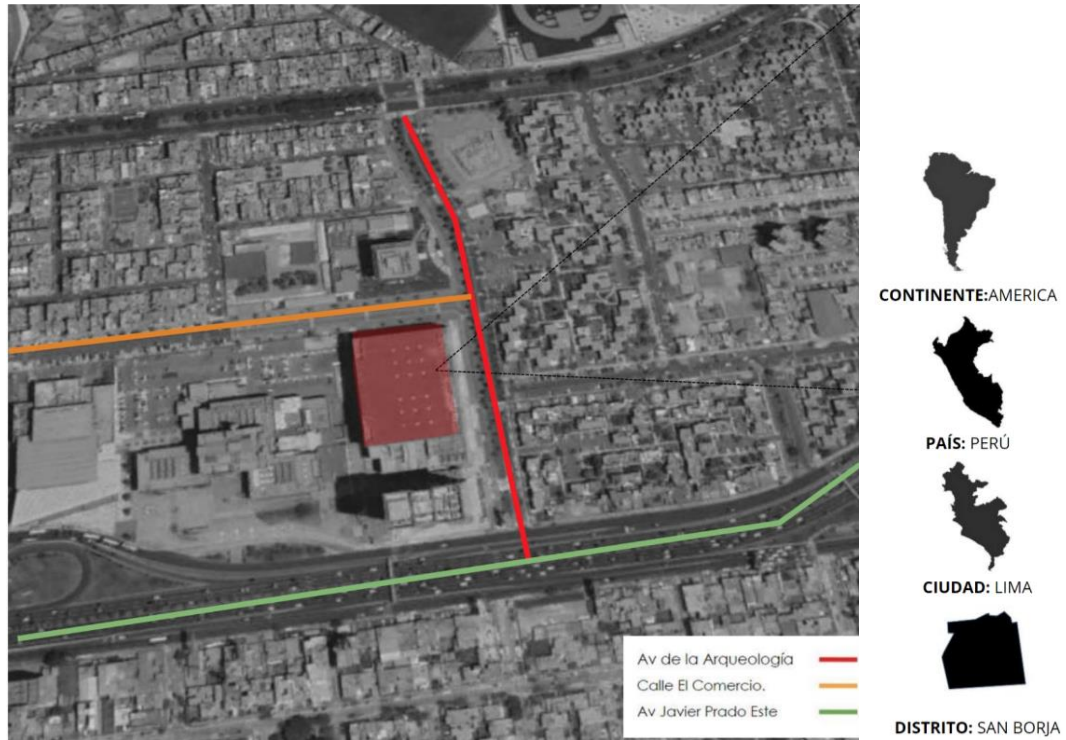 Av de la Arqueología
Calle El Comercio.
Av Javier Prado Este
CONTINENTE:AMERICA
PAÍS: PERÚ
CIUDAD: LIMA
DISTRITO: SAN BORJA